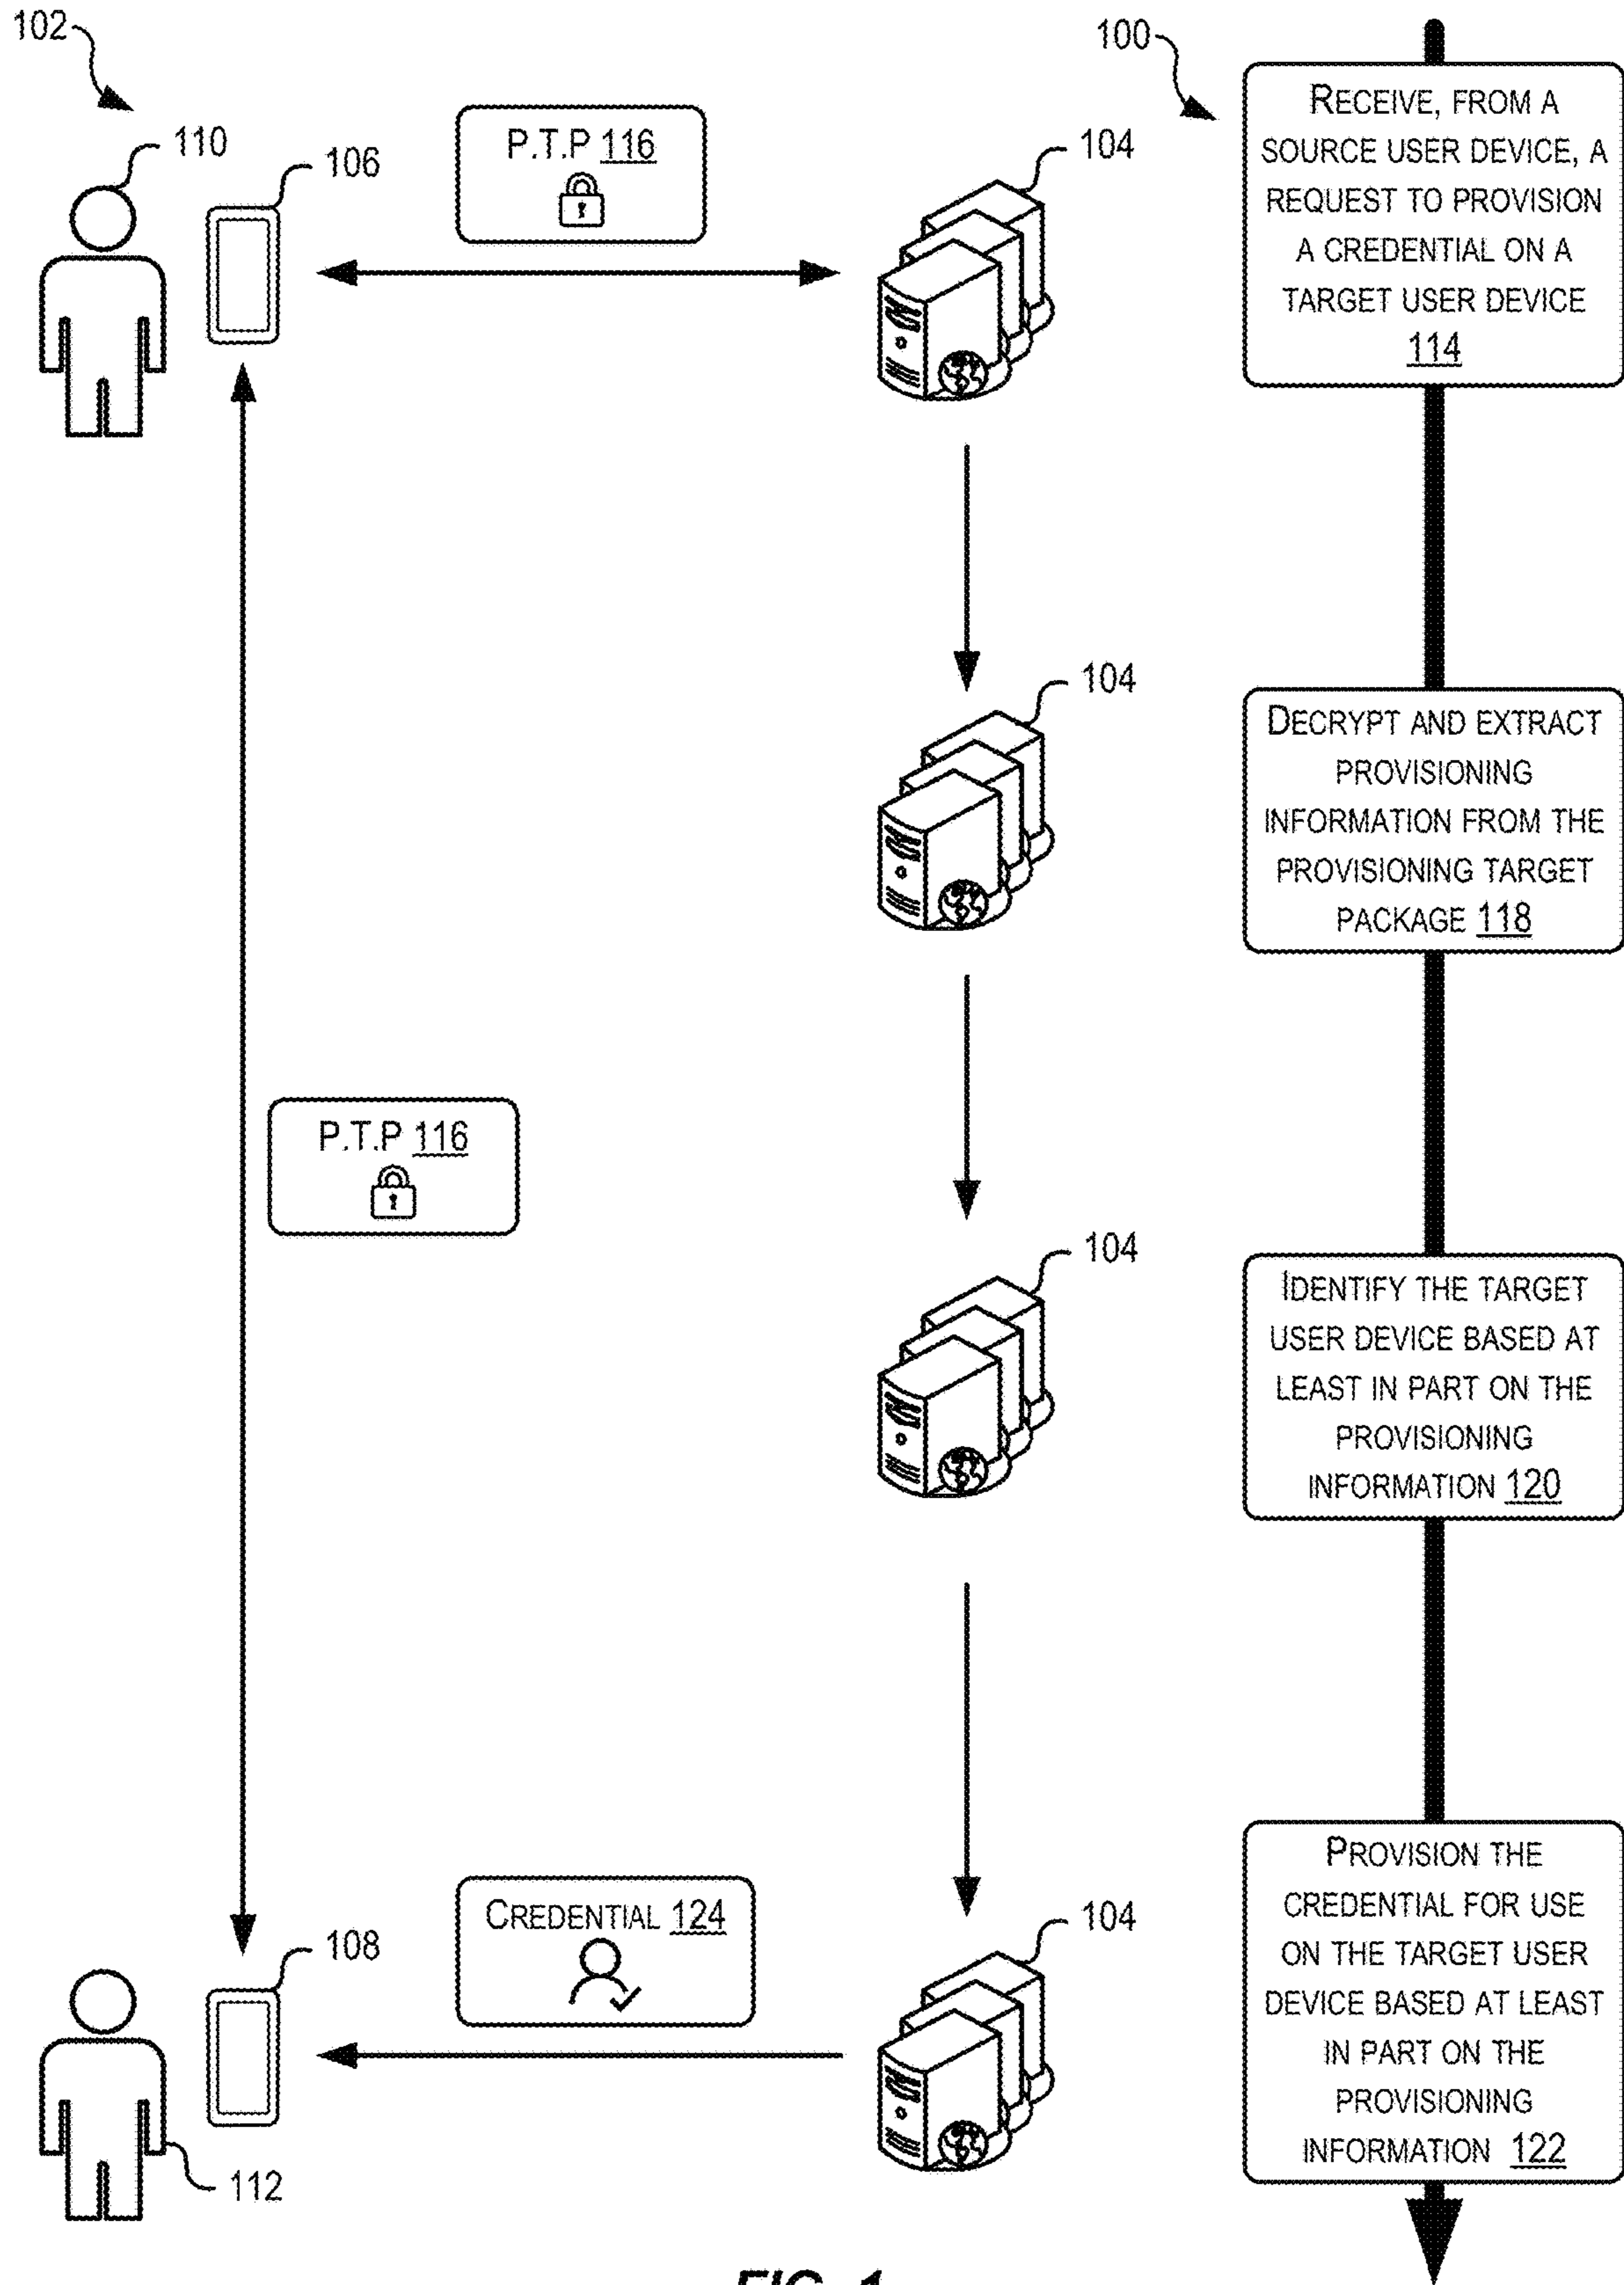 102
100
110
106
P.T.P 116
104
RECEIVE, FROM A
SOURCE USER DEVICE, A
REQUEST TO PROVISION
A CREDENTIAL ON A
TARGET USER DEVICE
114
104
DECRYPT AND EXTRACT
PROVISIONING
INFORMATION FROM THE
PROVISIONING TARGET
PACKAGE 118
P.T.P 116
104
IDENTIFY THE TARGET
USER DEVICE BASED AT
LEAST IN PART ON THE
PROVISIONING
INFORMATION 120
108
112
CREDENTIAL 124
104
PROVISION THE
CREDENTIAL FOR USE
ON THE TARGET USER
DEVICE BASED AT LEAST
IN PART ON THE
PROVISIONING
INFORMATION 122
FIG. 1